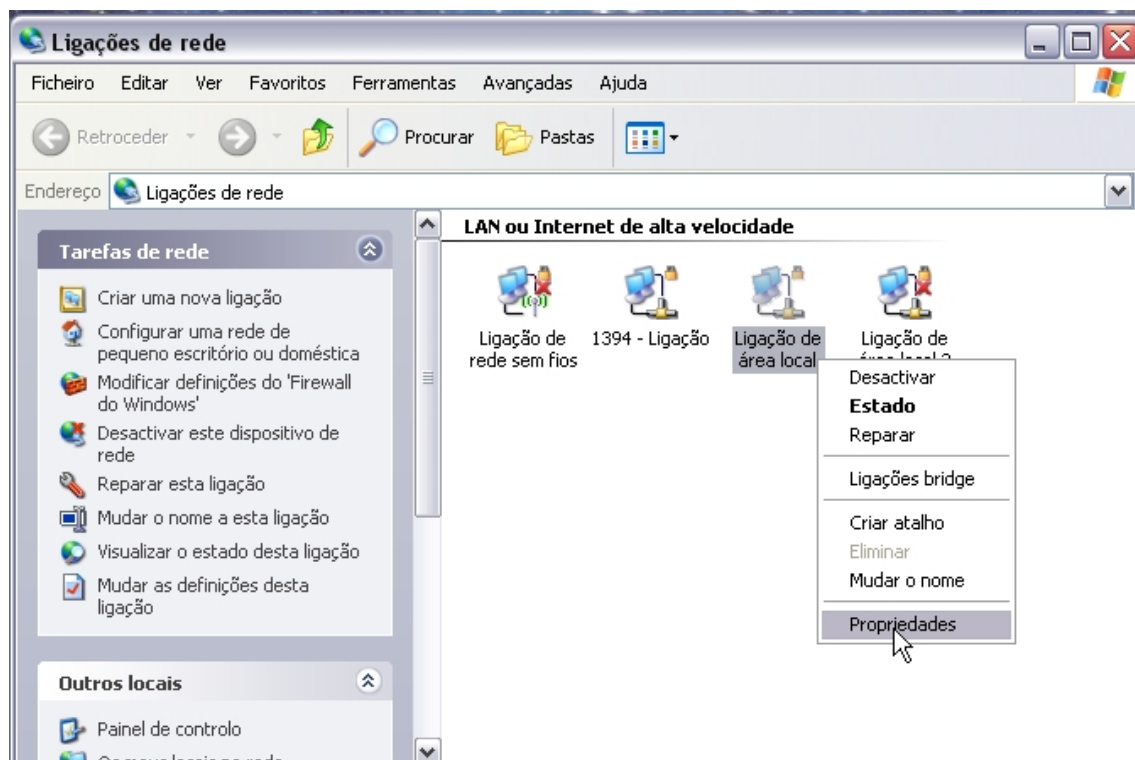 Ligações de rede
Ficheiro Editar Ver Favoritos Ferramentas Avançadas Ajuda
Retroceder Procurar Pastas
Endereço Ligações de rede
Tarefas de rede
Criar uma nova ligação
Configurar uma rede de
pequeno escritório ou doméstica
Modificar definições do 'Firewall
do Windows'
Desactivar este dispositivo de
rede
Reparar esta ligação
Mudar o nome a esta ligação
Visualizar o estado desta ligação
Mudar as definições desta
ligação
Outros locais
Painel de controlo
LAN ou Internet de alta velocidade
Ligação de
rede sem fios
1394 - Ligação
Ligação de
área local
Ligação de
área local 2
Desactivar
Estado
Reparar
Ligações bridge
Criar atalho
Eliminar
Mudar o nome
Propriedades